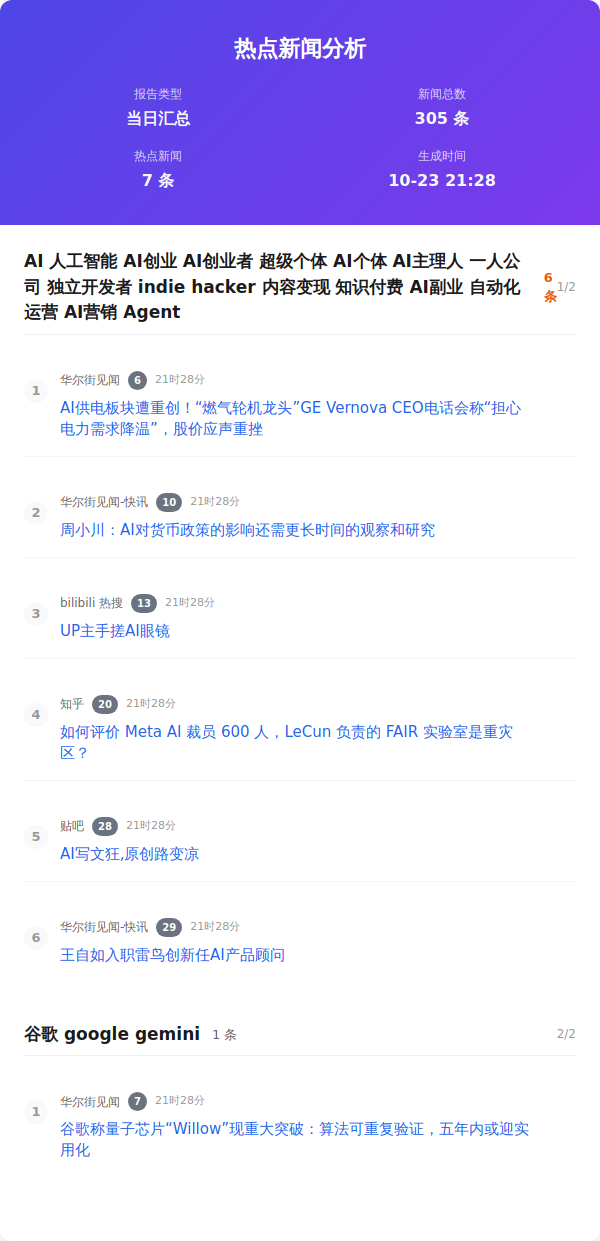 热点新闻分析
报告类型
当日汇总
新闻总数
305 条
热点新闻
7 条
生成时间
10-23 21:28
AI 人工智能 AI创业 AI创业者 超级个体 AI个体 AI主理人 一人公
司 独立开发者 indie hacker 内容变现 知识付费 AI副业 自动化
运营 AI营销 Agent
6
条
1/2
1
华尔街见闻 6 21时28分
AI供电板块遭重创！“燃气轮机龙头”GE Vernova CEO电话会称“担心
电力需求降温”，股价应声重挫
2
华尔街见闻-快讯 10 21时28分
周小川：AI对货币政策的影响还需更长时间的观察和研究
3
bilibili 热搜 13 21时28分
UP主手搓AI眼镜
4
知乎 20 21时28分
如何评价 Meta AI 裁员 600 人，LeCun 负责的 FAIR 实验室是重灾
区？
5
贴吧 28 21时28分
AI写文狂,原创路变凉
6
华尔街见闻-快讯 29 21时28分
王自如入职雷鸟创新任AI产品顾问
谷歌 google gemini 1 条 2/2
1
华尔街见闻 7 21时28分
谷歌称量子芯片“Willow”现重大突破：算法可重复验证，五年内或迎实
用化